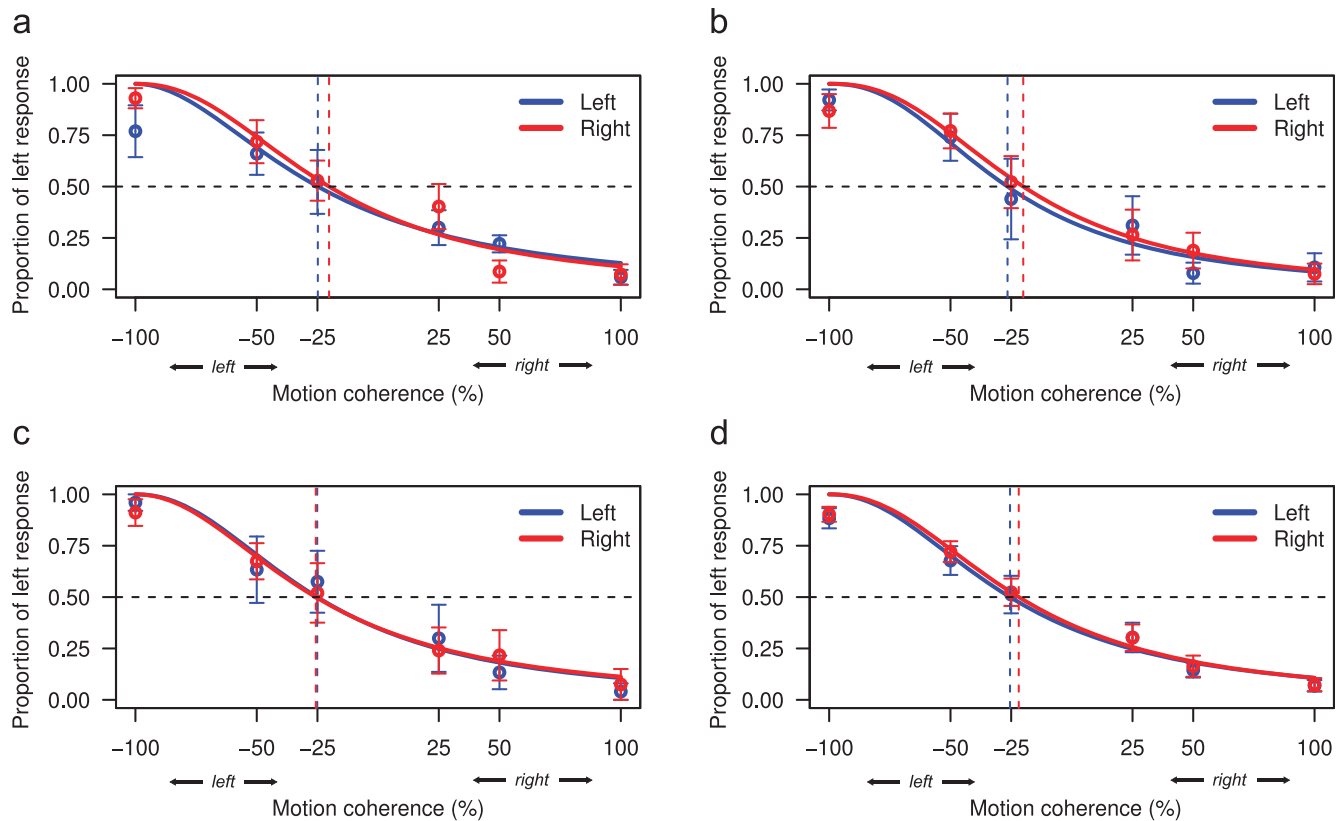 a
Proportion of left response
1.00
0.75
0.50
0.25
0.00
Left
Right
−100 −50 −25 25 50 100
left right
Motion coherence (%)
b
Proportion of left response
1.00
0.75
0.50
0.25
0.00
Left
Right
−100 −50 −25 25 50 100
left right
Motion coherence (%)
c
Proportion of left response
1.00
0.75
0.50
0.25
0.00
Left
Right
−100 −50 −25 25 50 100
left right
Motion coherence (%)
d
Proportion of left response
1.00
0.75
0.50
0.25
0.00
Left
Right
−100 −50 −25 25 50 100
left right
Motion coherence (%)